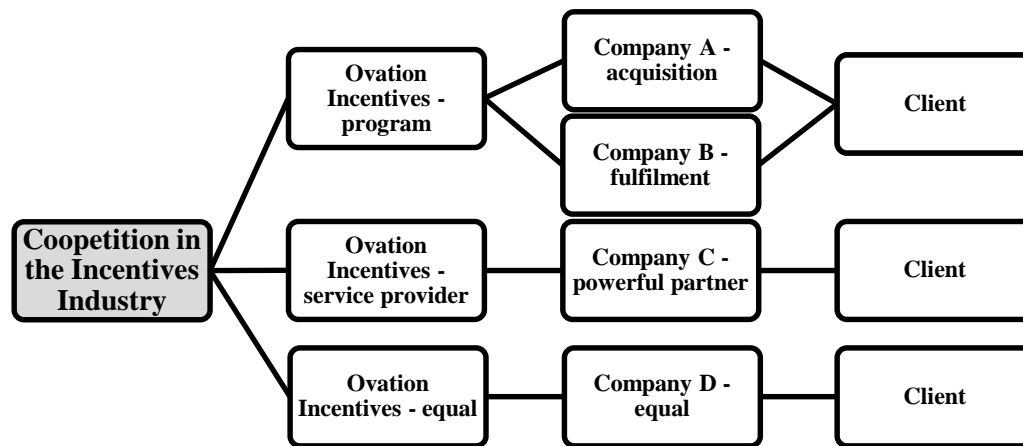 Coopetition in
the Incentives
Industry
Ovation
Incentives -
program
Company A -
acquisition
Company B -
fulfilment
Client
Ovation
Incentives -
service provider
Company C -
powerful partner
Client
Ovation
Incentives - equal
Company D -
equal
Client